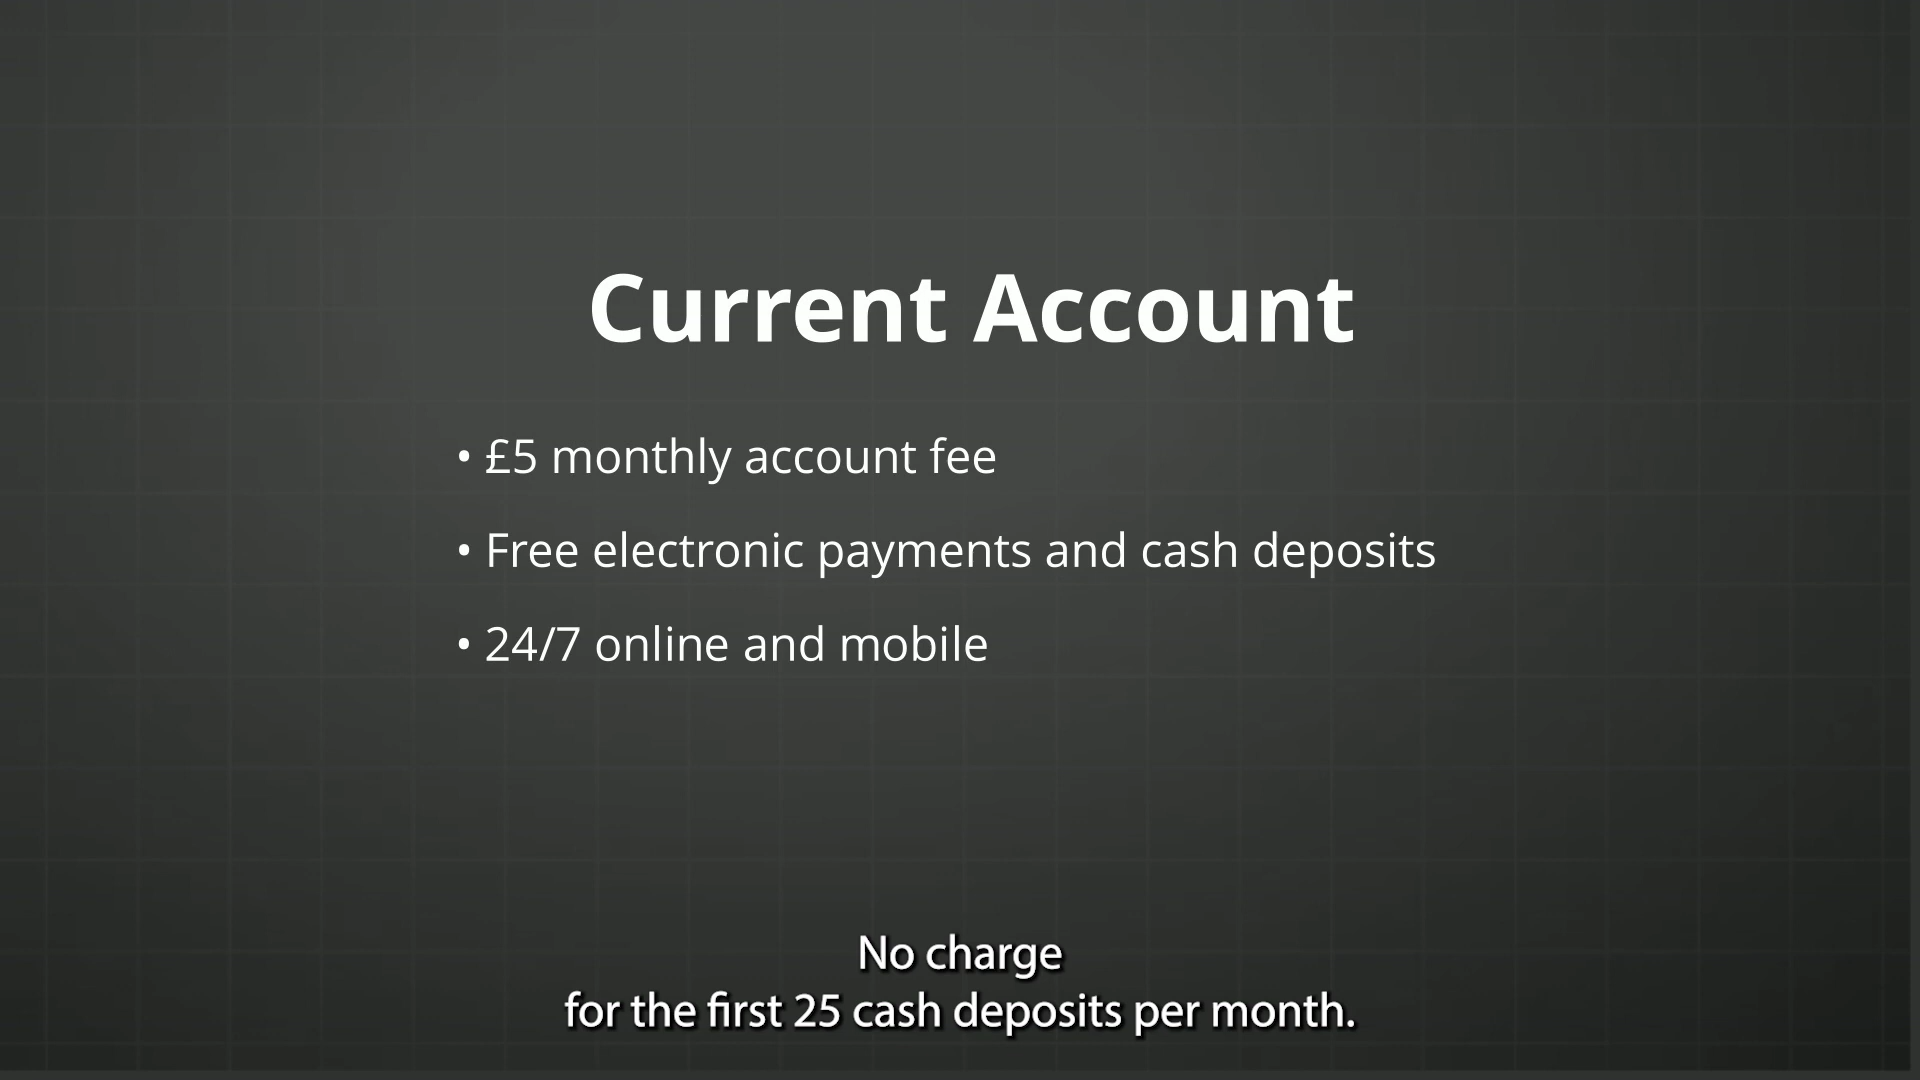 Current Account
• £5 monthly account fee
• Free electronic payments and cash deposits
• 24/7 online and mobile
No charge
for the first 25 cash deposits per month.